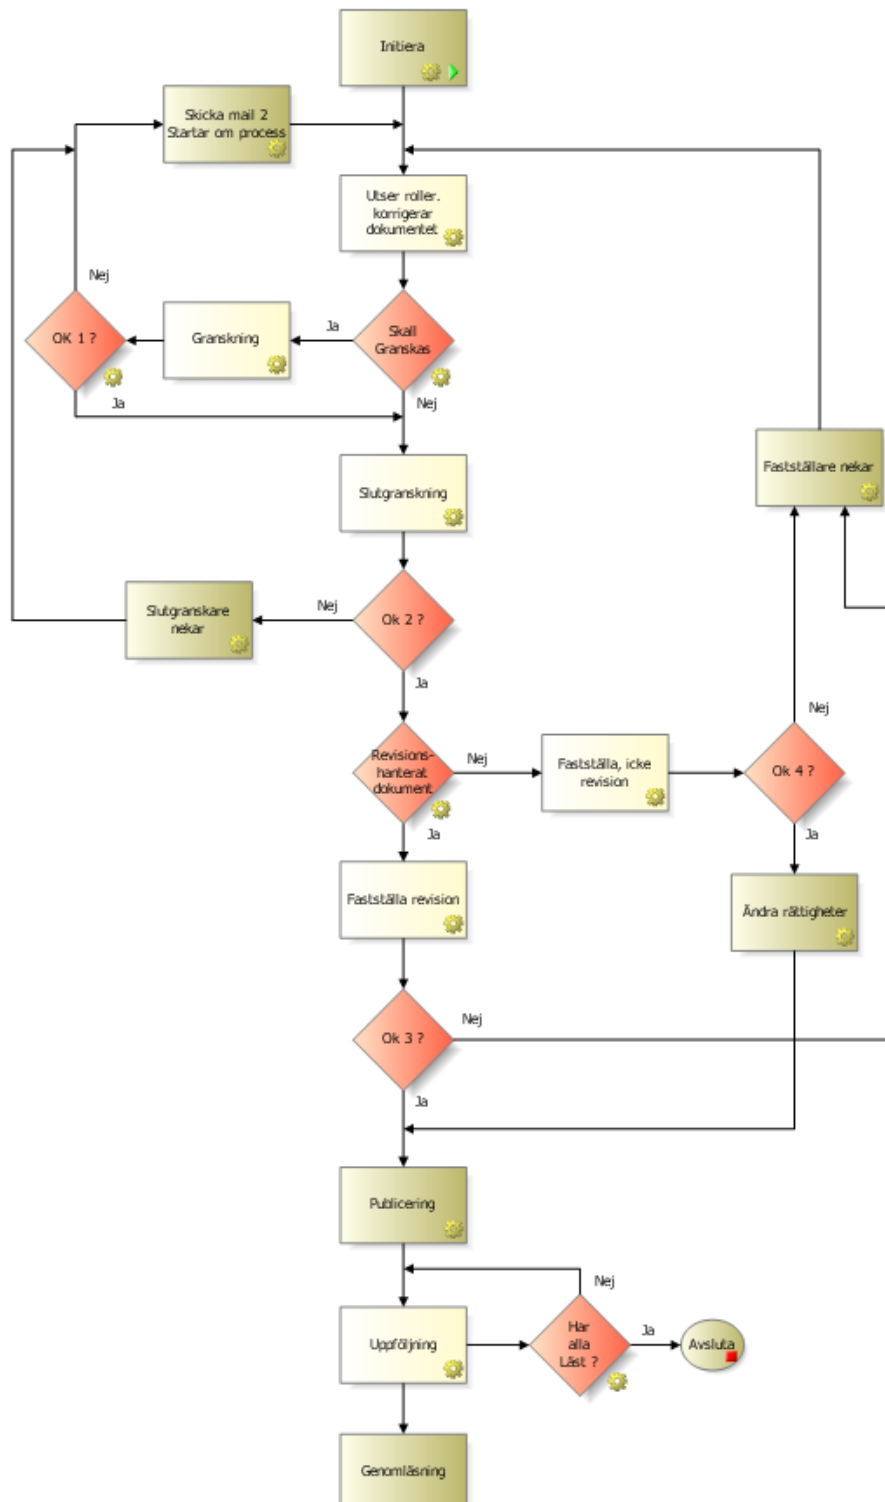 Initiera
Skicka mail 2
Startar om process
Utser roller.
korrigerar
dokumentet
Nej
OK 1 ?
Granskning
Ja
Skall
Granskas
Ja
Nej
Fastställare nekar
Slutgranskning
Slutgranskare
nekar
Nej
Ok 2 ?
Ja
Nej
Revisions-
hanterat
dokument
Nej
Fastställa, icke
revision
Ok 4 ?
Ja
Ja
Fastställa revision
Ändra rättigheter
Nej
Ok 3 ?
Ja
Publicering
Nej
Uppföljning
Har
alla
Läst ?
Ja
Avsluta
Genomläsning